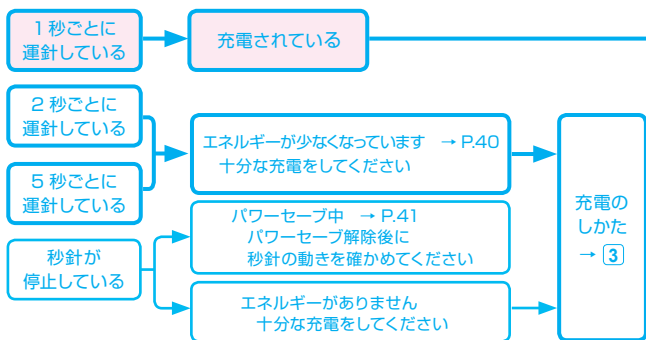 1 秒ごとに
運針している
充電されている
2 秒ごとに
運針している
5 秒ごとに
運針している
エネルギーが少なくなっています → P.40
十分な充電をしてください
秒針が
停止している
パワーセーブ中 → P.41
パワーセーブ解除後に
秒針の動きを確かめてください
エネルギーがありません
十分な充電をしてください
充電の
しかた
→ 3